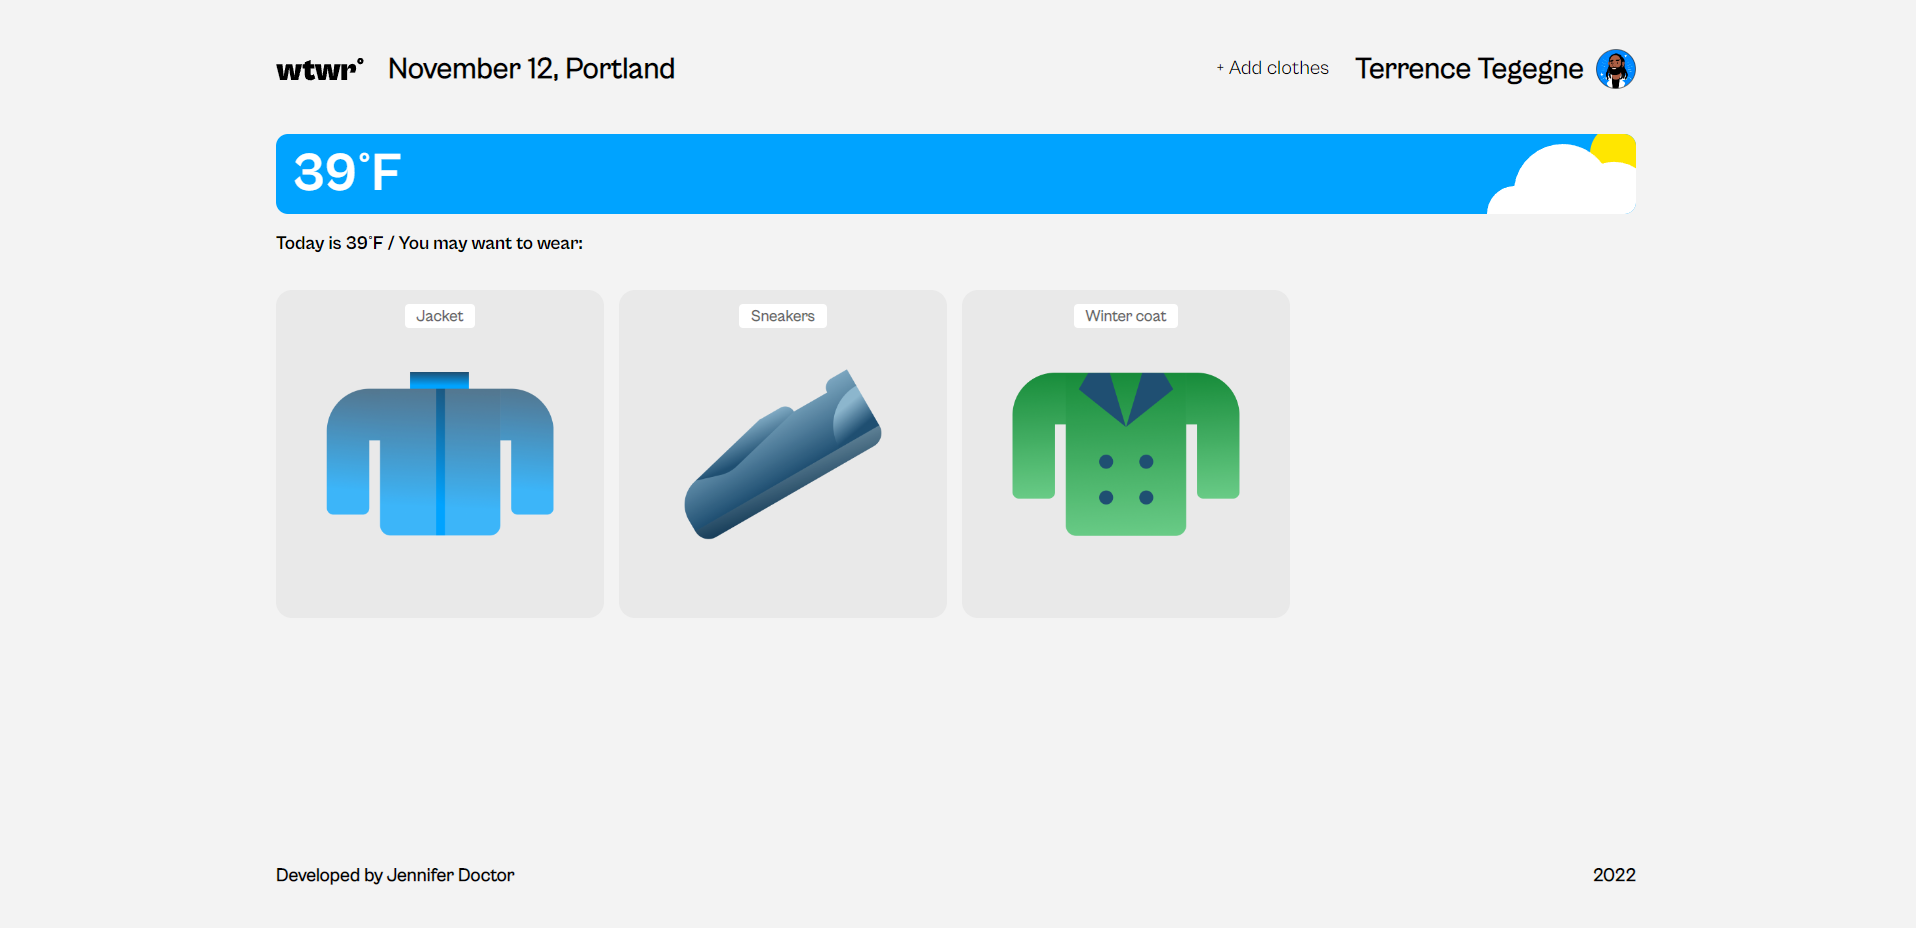 wtwr° November 12, Portland + Add clothes Terrence Tegegne
39°F
Today is 39°F / You may want to wear:
Jacket Sneakers Winter coat
Developed by Jennifer Doctor 2022